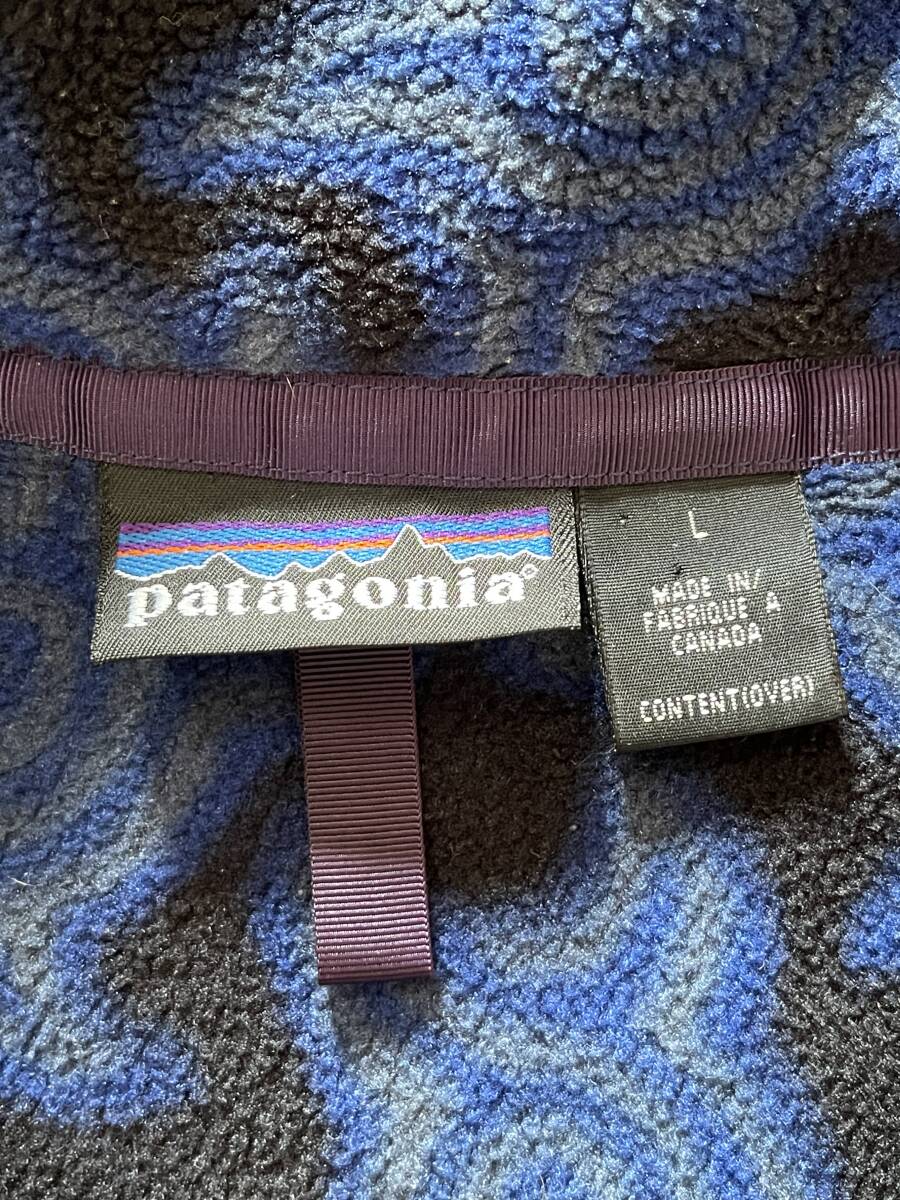 patagonia®
L
MADE IN/
FABRIQUE A
CANADA
CONTENT(OVER)